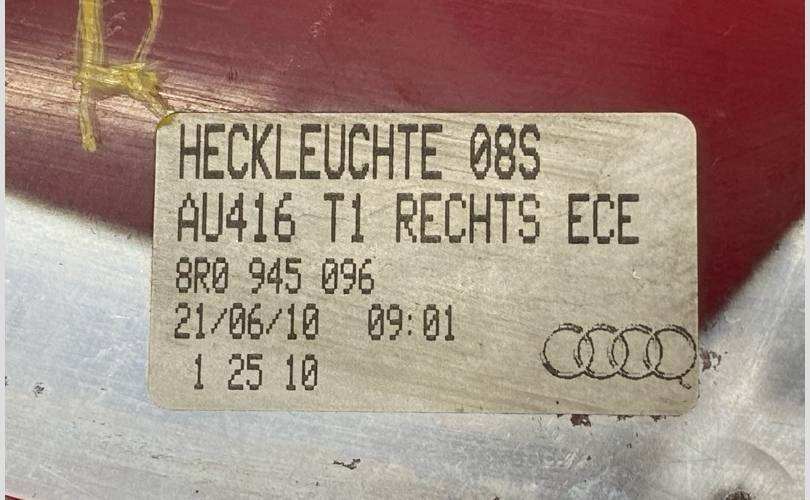 HECKLEUCHTE 08S
AU416 T1 RECHTS ECE
8R0 945 096
21/06/10 09:01
1 25 10